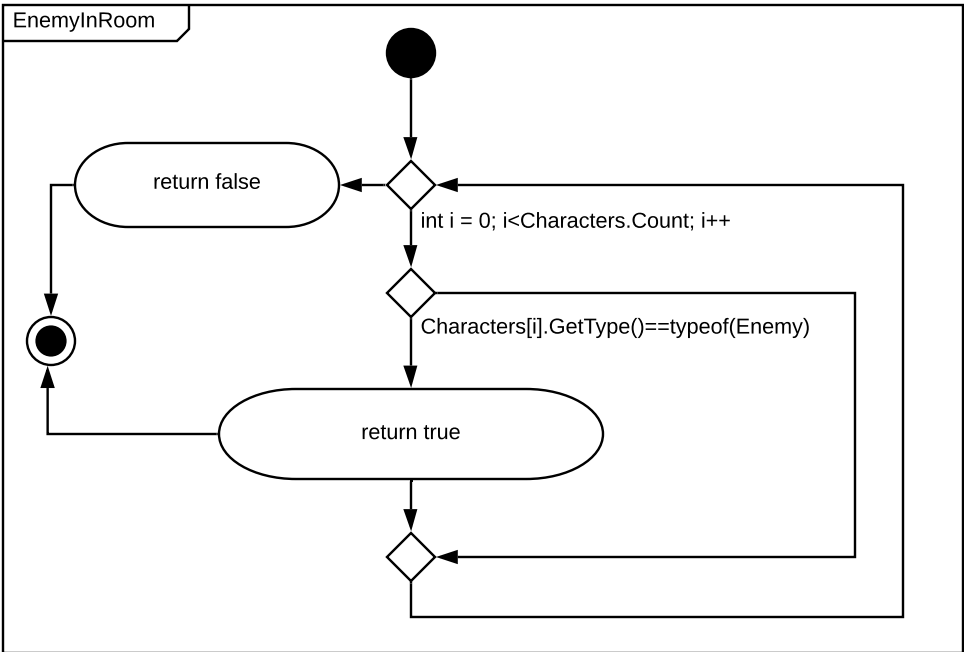 EnemyInRoom
return false
int i = 0; i<Characters.Count; i++
Characters[i].GetType()==typeof(Enemy)
return true